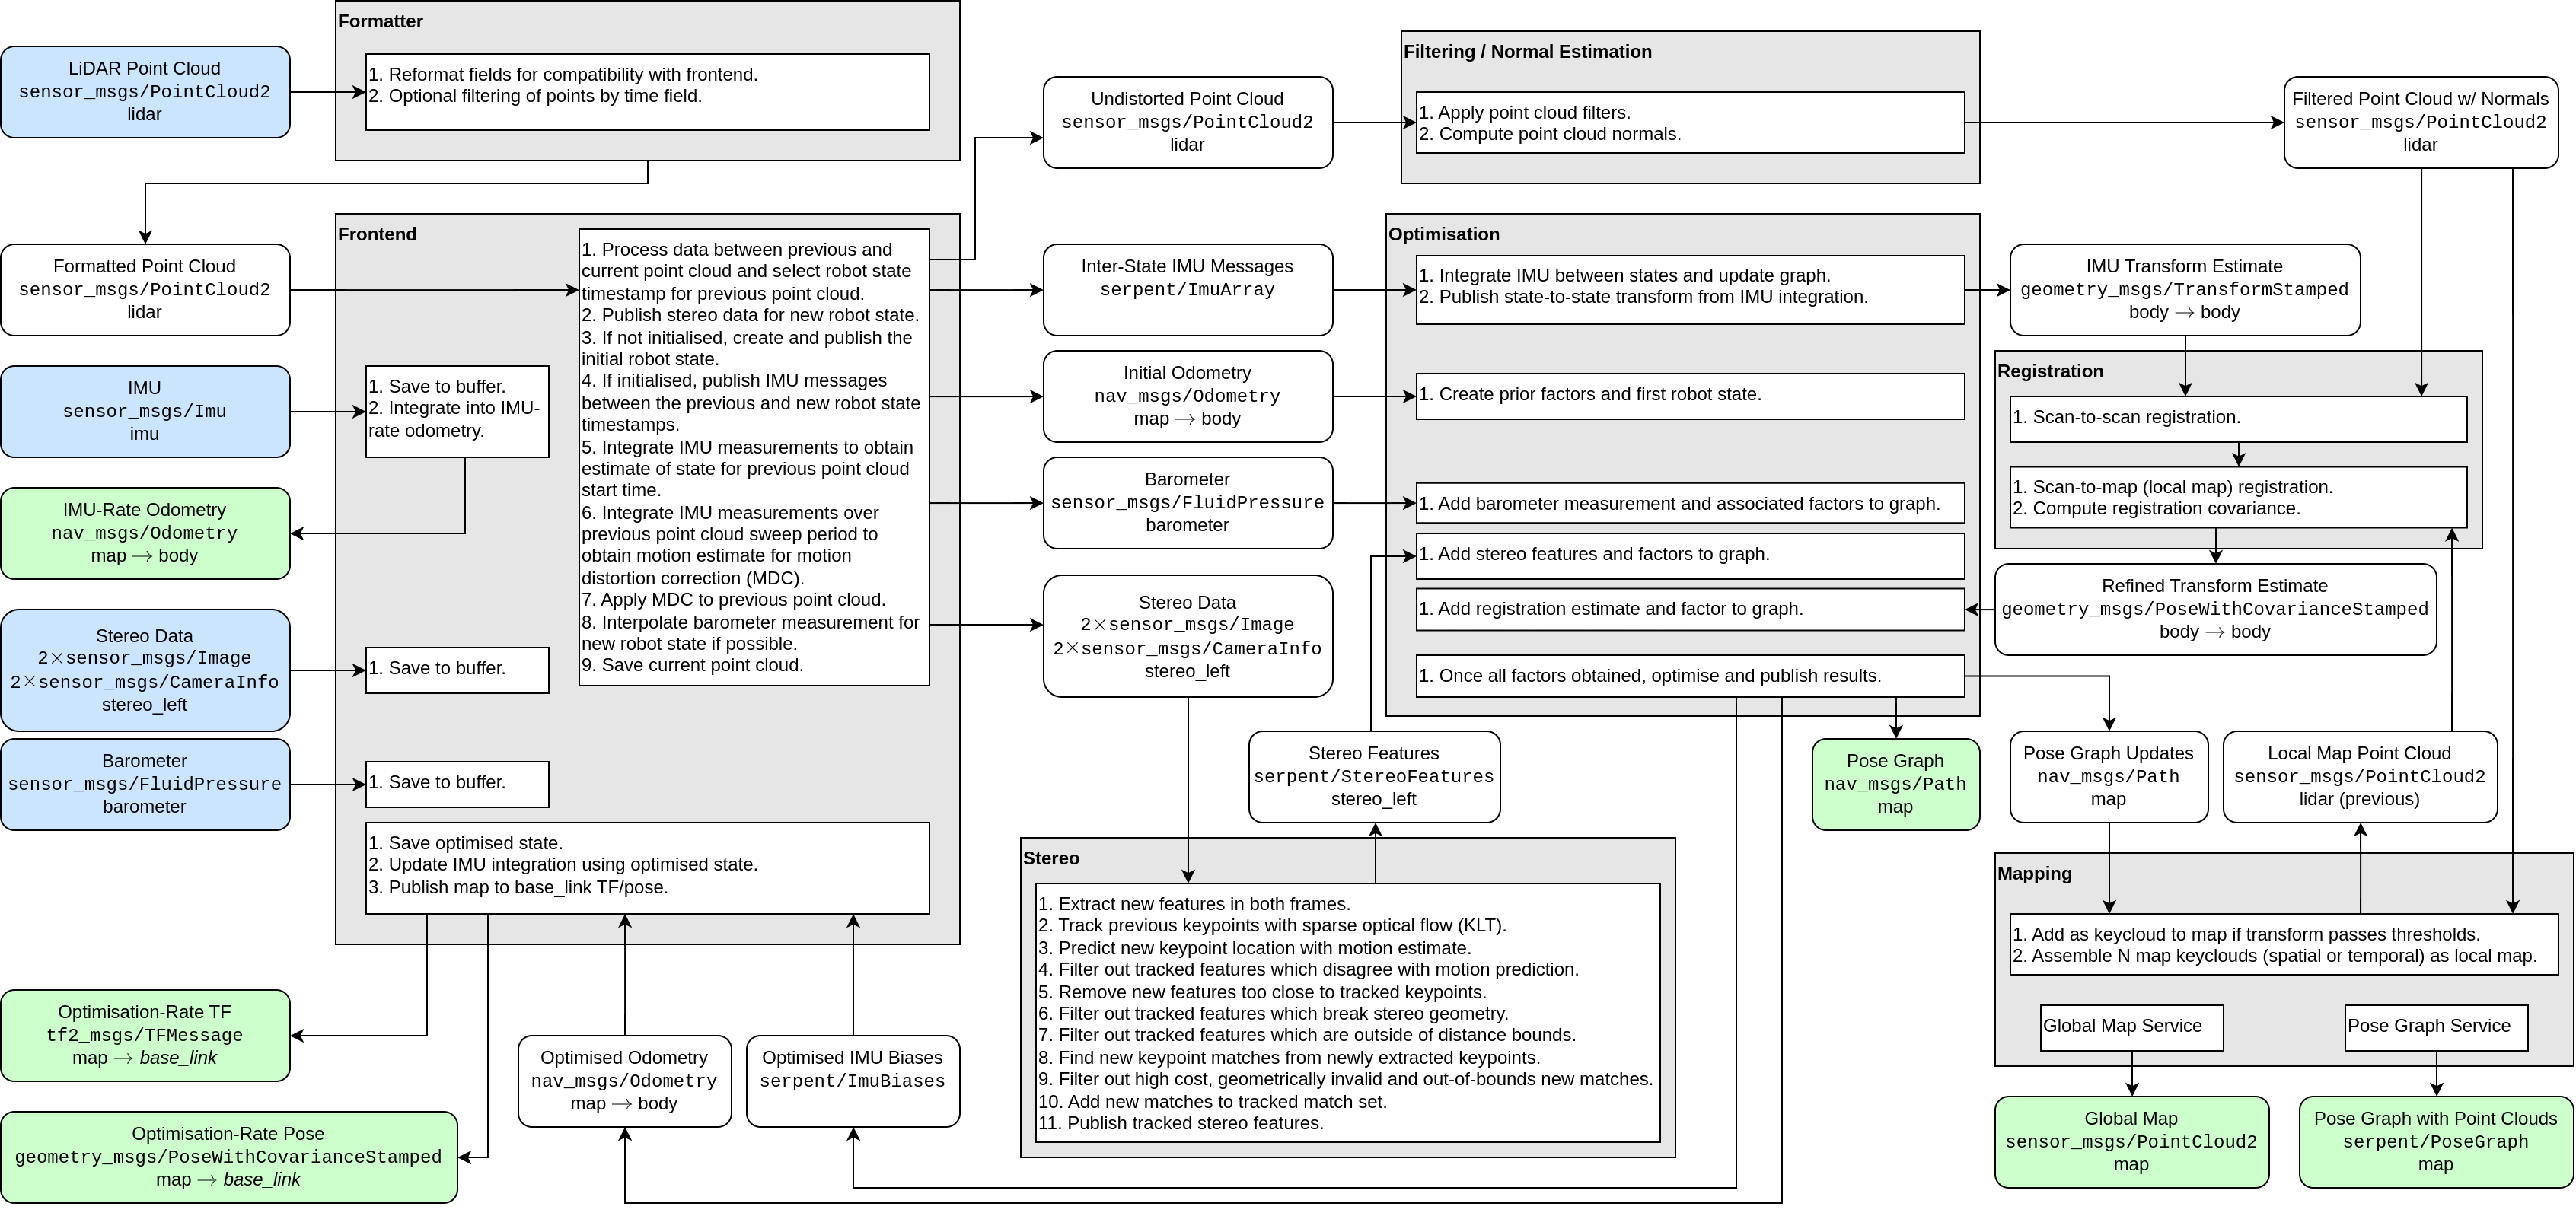 Formatter
1. Reformat fields for compatibility with frontend.
2. Optional filtering of points by time field.
LiDAR Point Cloud
sensor_msgs/PointCloud2
lidar
Undistorted Point Cloud
sensor_msgs/PointCloud2
lidar
Filtering / Normal Estimation
1. Apply point cloud filters.
2. Compute point cloud normals.
Filtered Point Cloud w/ Normals
sensor_msgs/PointCloud2
lidar
Formatted Point Cloud
sensor_msgs/PointCloud2
lidar
IMU
sensor_msgs/Imu
imu
IMU-Rate Odometry
nav_msgs/Odometry
map → body
Stereo Data
2×sensor_msgs/Image
2×sensor_msgs/CameraInfo
stereo_left
Barometer
sensor_msgs/FluidPressure
barometer
Frontend
1. Save to buffer.
2. Integrate into IMU-
rate odometry.
1. Save to buffer.
1. Save to buffer.
1. Process data between previous and
current point cloud and select robot state
timestamp for previous point cloud.
2. Publish stereo data for new robot state.
3. If not initialised, create and publish the
initial robot state.
4. If initialised, publish IMU messages
between the previous and new robot state
timestamps.
5. Integrate IMU measurements to obtain
estimate of state for previous point cloud
start time.
6. Integrate IMU measurements over
previous point cloud sweep period to
obtain motion estimate for motion
distortion correction (MDC).
7. Apply MDC to previous point cloud.
8. Interpolate barometer measurement for
new robot state if possible.
9. Save current point cloud.
1. Save optimised state.
2. Update IMU integration using optimised state.
3. Publish map to base_link TF/pose.
Inter-State IMU Messages
serpent/ImuArray
Initial Odometry
nav_msgs/Odometry
map → body
Barometer
sensor_msgs/FluidPressure
barometer
Stereo Data
2×sensor_msgs/Image
2×sensor_msgs/CameraInfo
stereo_left
Optimisation
1. Integrate IMU between states and update graph.
2. Publish state-to-state transform from IMU integration.
1. Create prior factors and first robot state.
1. Add barometer measurement and associated factors to graph.
1. Add stereo features and factors to graph.
1. Add registration estimate and factor to graph.
1. Once all factors obtained, optimise and publish results.
IMU Transform Estimate
geometry_msgs/TransformStamped
body → body
Registration
1. Scan-to-scan registration.
1. Scan-to-map (local map) registration.
2. Compute registration covariance.
Refined Transform Estimate
geometry_msgs/PoseWithCovarianceStamped
body → body
Stereo Features
serpent/StereoFeatures
stereo_left
Pose Graph
nav_msgs/Path
map
Pose Graph Updates
nav_msgs/Path
map
Local Map Point Cloud
sensor_msgs/PointCloud2
lidar (previous)
Stereo
1. Extract new features in both frames.
2. Track previous keypoints with sparse optical flow (KLT).
3. Predict new keypoint location with motion estimate.
4. Filter out tracked features which disagree with motion prediction.
5. Remove new features too close to tracked keypoints.
6. Filter out tracked features which break stereo geometry.
7. Filter out tracked features which are outside of distance bounds.
8. Find new keypoint matches from newly extracted keypoints.
9. Filter out high cost, geometrically invalid and out-of-bounds new matches.
10. Add new matches to tracked match set.
11. Publish tracked stereo features.
Mapping
1. Add as keycloud to map if transform passes thresholds.
2. Assemble N map keyclouds (spatial or temporal) as local map.
Global Map Service
Pose Graph Service
Optimisation-Rate TF
tf2_msgs/TFMessage
map → base_link
Optimised Odometry
nav_msgs/Odometry
map → body
Optimised IMU Biases
serpent/ImuBiases
Optimisation-Rate Pose
geometry_msgs/PoseWithCovarianceStamped
map → base_link
Global Map
sensor_msgs/PointCloud2
map
Pose Graph with Point Clouds
serpent/PoseGraph
map